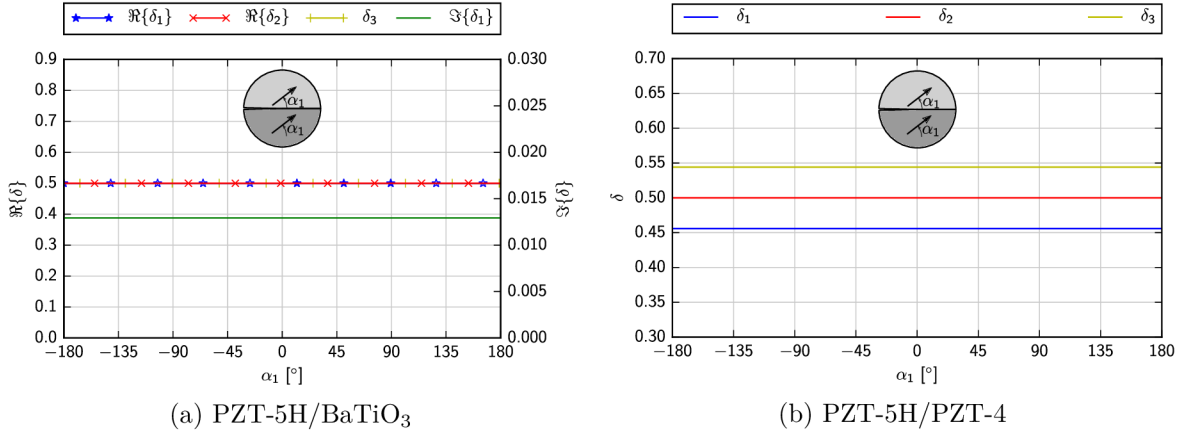 ℜ{δ₁} ℜ{δ₂} δ₃ ℑ{δ₁}
0.9 0.8 0.7 0.6 0.5 0.4 0.3 0.2 0.1 0.0
ℜ{δ}
α₁
α₁
0.030 0.025 0.020 0.015 0.010 0.005 0.000
ℑ{δ}
−180 −135 −90 −45 0 45 90 135 180
α₁ [°]
(a) PZT-5H/BaTiO₃
δ₁ δ₂ δ₃
0.70 0.65 0.60 0.55 0.50 0.45 0.40 0.35 0.30
δ
α₁
α₁
−180 −135 −90 −45 0 45 90 135 180
α₁ [°]
(b) PZT-5H/PZT-4